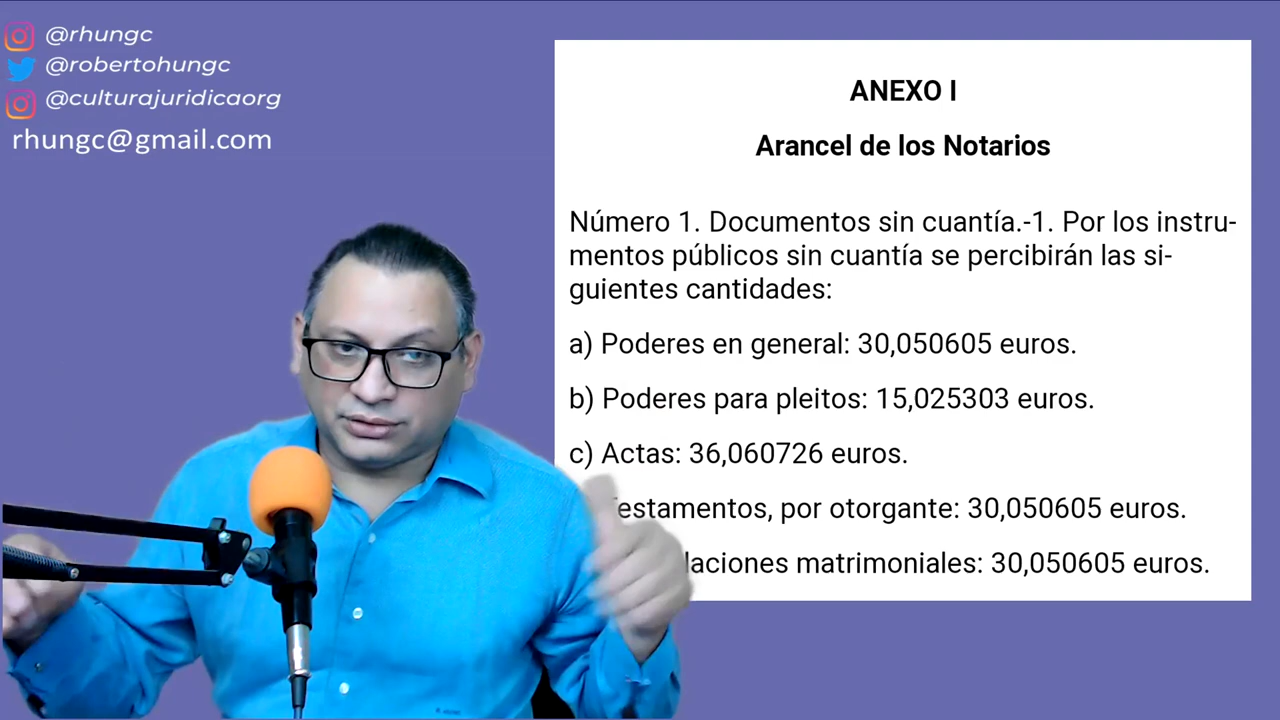 @rhungc
@robertohungc
@culturajuridicaorg
rhungc@gmail.com
ANEXO I
Arancel de los Notarios
Número 1. Documentos sin cuantía.-1. Por los instru-
mentos públicos sin cuantía se percibirán las si-
guientes cantidades:
a) Poderes en general: 30,050605 euros.
b) Poderes para pleitos: 15,025303 euros.
c) Actas: 36,060726 euros.
estamentos, por otorgante: 30,050605 euros.
laciones matrimoniales: 30,050605 euros.